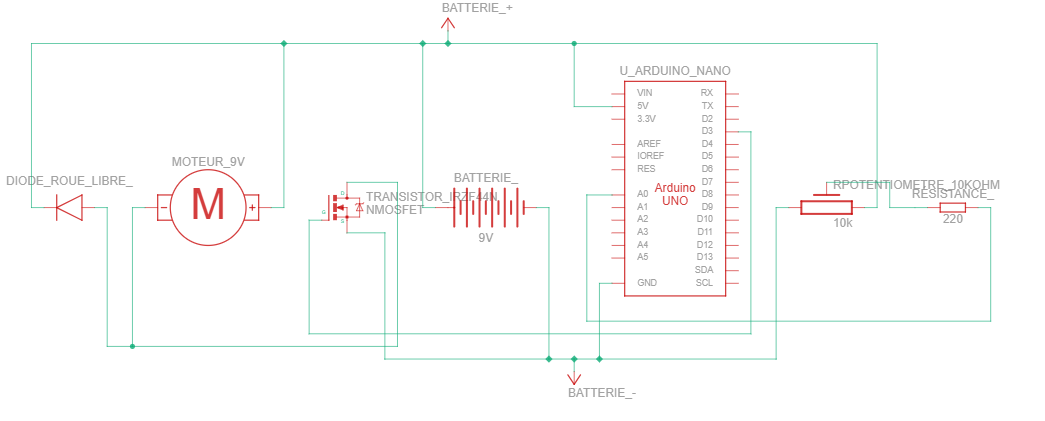 BATTERIE_+
U_ARDUINO_NANO
MOTEUR_9V
M
- +
DIODE_ROUE_LIBRE_
TRANSISTOR_IRZF44N
NMOSFET
D
G
S
BATTERIE_
9V
VIN
5V
3.3V
AREF
IOREF
RES
A0
A1
A2
A3
A4
A5
GND
Arduino
UNO
RX
TX
D2
D3
D4
D5
D6
D7
D8
D9
D10
D11
D12
D13
SDA
SCL
RPOTENTIOMETRE_10KOHM
10k
RESISTANCE_
220
BATTERIE_-